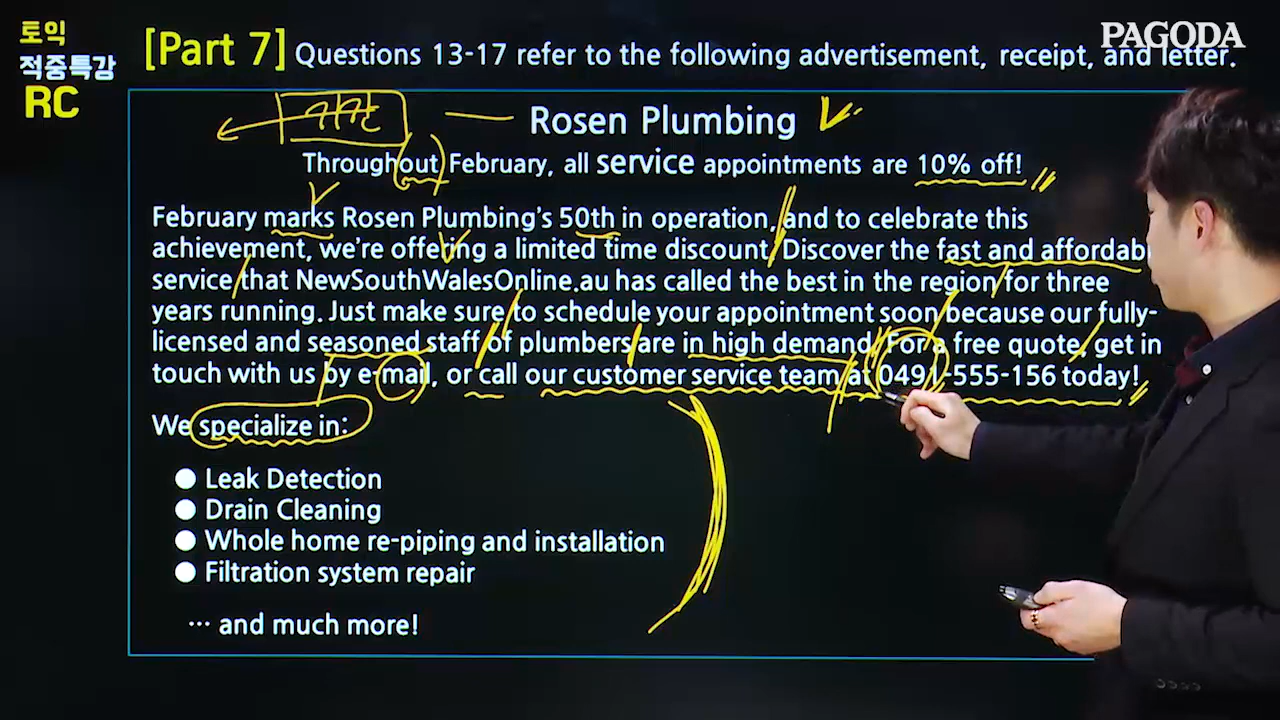 토익
적중특강
RC
[Part 7] Questions 13-17 refer to the following advertisement, receipt, and letter.
PAGODA
Rosen Plumbing
Throughout February, all service appointments are 10% off!
February marks Rosen Plumbing's 50th in operation, and to celebrate this
achievement, we're offering a limited time discount. Discover the fast and affordab
service that NewSouthWalesOnline.au has called the best in the region for three
years running. Just make sure to schedule your appointment soon because our fully-
licensed and seasoned staff of plumbers are in high demand. For a free quote, get in
touch with us by e-mail, or call our customer service team at 0491-555-156 today!
We specialize in:
● Leak Detection
● Drain Cleaning
● Whole home re-piping and installation
● Filtration system repair
… and much more!